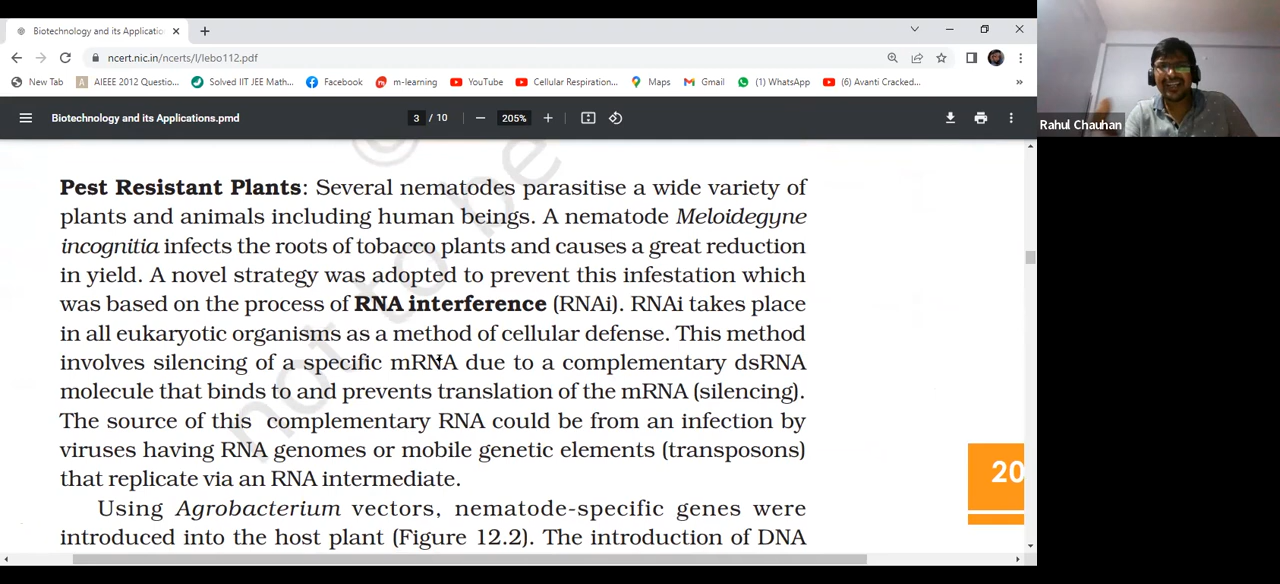 Biotechnology and its Applicatio
ncert.nic.in/ncerts/l/lebo112.pdf
New Tab AIEEE 2012 Questio... Solved IIT JEE Math... Facebook m-learning YouTube Cellular Respiration... Maps Gmail (1) WhatsApp (6) Avanti Cracked... »
Biotechnology and its Applications.pmd 3 / 10 205%
Rahul Chauhan
Pest Resistant Plants: Several nematodes parasitise a wide variety of
plants and animals including human beings. A nematode Meloidegyne
incognitia infects the roots of tobacco plants and causes a great reduction
in yield. A novel strategy was adopted to prevent this infestation which
was based on the process of RNA interference (RNAi). RNAi takes place
in all eukaryotic organisms as a method of cellular defense. This method
involves silencing of a specific mRNA due to a complementary dsRNA
molecule that binds to and prevents translation of the mRNA (silencing).
The source of this complementary RNA could be from an infection by
viruses having RNA genomes or mobile genetic elements (transposons)
that replicate via an RNA intermediate.
20
Using Agrobacterium vectors, nematode-specific genes were
introduced into the host plant (Figure 12.2). The introduction of DNA
©
not to be